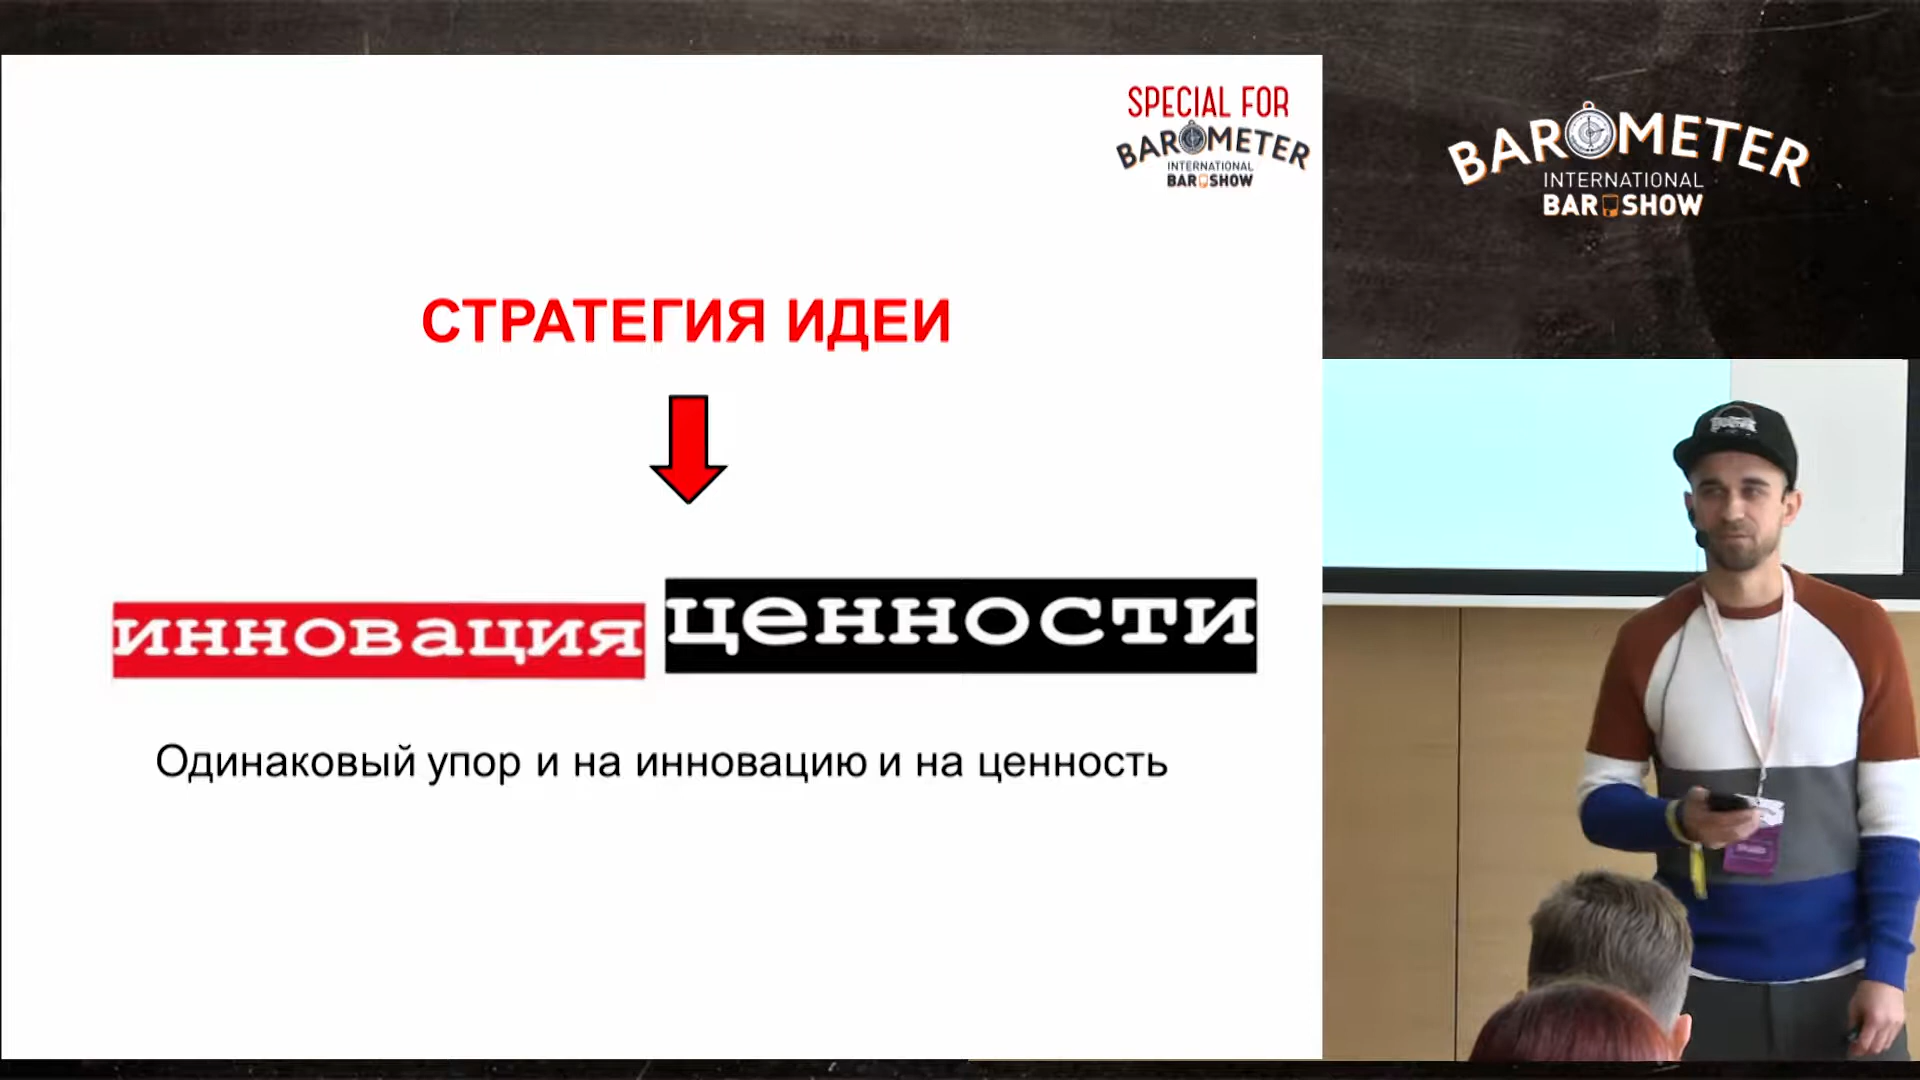 SPECIAL FOR
BAROMETER
INTERNATIONAL
BAR SHOW
СТРАТЕГИЯ ИДЕИ
инновация ценности
Одинаковый упор и на инновацию и на ценность
BAROMETER
INTERNATIONAL
BAR SHOW